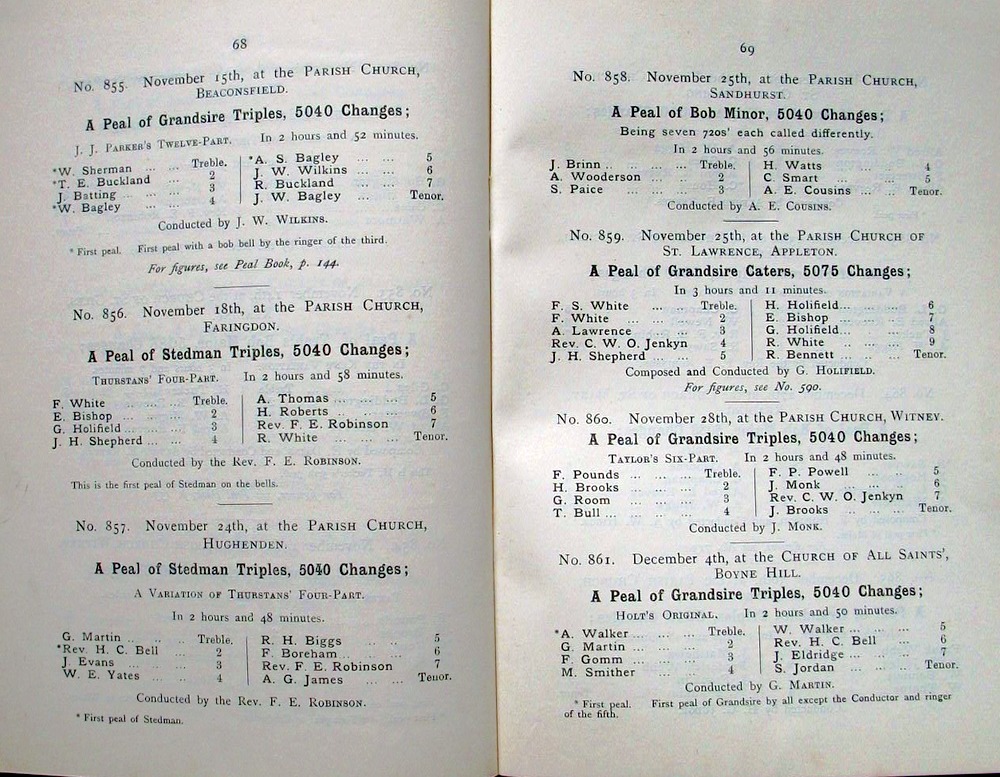 68
No. 855. November 15th, at the PARISH CHURCH,
BEACONSFIELD.
A Peal of Grandsire Triples, 5040 Changes;
J. J. PARKER'S TWELVE-PART. In 2 hours and 52 minutes.
*W. Sherman ... ... Treble. *A. S. Bagley ... ... 5
*T. E. Buckland 2 J. W. Wilkins ... ... 6
J. Batting ... ... 3 R. Buckland ... ... 7
*W. Bagley ... ... 4 J. W. Bagley ... ... Tenor.
Conducted by J. W. WILKINS.
* First peal. First peal with a bob bell by the ringer of the third.
For figures, see Peal Book, p. 144.
No. 856. November 18th, at the PARISH CHURCH,
FARINGDON.
A Peal of Stedman Triples, 5040 Changes;
THURSTANS' FOUR-PART. In 2 hours and 58 minutes.
F. White ... ... Treble. A. Thomas ... ... 5
E. Bishop ... ... 2 H. Roberts ... ... 6
G. Holifield ... ... 3 Rev. F. E. Robinson 7
J. H. Shepherd ... ... 4 R. White ... ... Tenor.
Conducted by the Rev. F. E. ROBINSON.
This is the first peal of Stedman on the bells.
No. 857. November 24th, at the PARISH CHURCH,
HUGHENDEN.
A Peal of Stedman Triples, 5040 Changes;
A VARIATION OF THURSTANS' FOUR-PART.
In 2 hours and 48 minutes.
G. Martin ... ... Treble. R. H. Biggs ... ... 5
*Rev. H. C. Bell ... 2 F. Boreham ... ... 6
J. Evans ... ... 3 Rev. F. E. Robinson 7
W. E. Yates ... ... 4 A. G. James ... ... Tenor.
Conducted by the Rev. F. E. ROBINSON.
* First peal of Stedman.
69
No. 858. November 25th, at the PARISH CHURCH,
SANDHURST.
A Peal of Bob Minor, 5040 Changes;
Being seven 720s' each called differently.
In 2 hours and 56 minutes.
J. Brinn ... ... Treble. H. Watts 4
A. Wooderson ... ... 2 C. Smart ... ... 5
S. Paice ... ... 3 A. E. Cousins ... ... Tenor.
Conducted by A. E. COUSINS.
No. 859. November 25th, at the PARISH CHURCH OF
ST. LAWRENCE, APPLETON.
A Peal of Grandsire Caters, 5075 Changes;
In 3 hours and 11 minutes.
F. S. White ... ... Treble. H. Holifield... ... 6
F. White ... ... 2 E. Bishop ... ... 7
A. Lawrence ... ... 3 G. Holifield... ... 8
Rev. C. W. O. Jenkyn 4 R. White ... ... 9
J. H. Shepherd ... ... 5 R. Bennett ... ... Tenor.
Composed and Conducted by G. HOLIFIELD.
For figures, see No. 590.
No. 860. November 28th, at the PARISH CHURCH, WITNEY.
A Peal of Grandsire Triples, 5040 Changes;
TAYLOR'S SIX-PART. In 2 hours and 48 minutes.
F. Pounds ... ... Treble. F. P. Powell ... ... 5
H. Brooks ... ... 2 J. Monk ... ... 6
G. Room ... ... 3 Rev. C. W. O. Jenkyn 7
T. Bull ... ... 4 J. Brooks ... ... Tenor.
Conducted by J. MONK.
No. 861. December 4th, at the CHURCH OF ALL SAINTS',
BOYNE HILL.
A Peal of Grandsire Triples, 5040 Changes;
HOLT'S ORIGINAL. In 2 hours and 50 minutes.
*A. Walker ... ... Treble. W. Walker ... ... 5
G. Martin ... ... 2 Rev. H. C. Bell ... 6
F. Gomm ... ... 3 J. Eldridge ... ... 7
M. Smither ... ... 4 S. Jordan ... ... Tenor.
Conducted by G. MARTIN.
* First peal. First peal of Grandsire by all except the Conductor and ringer
of the fifth.